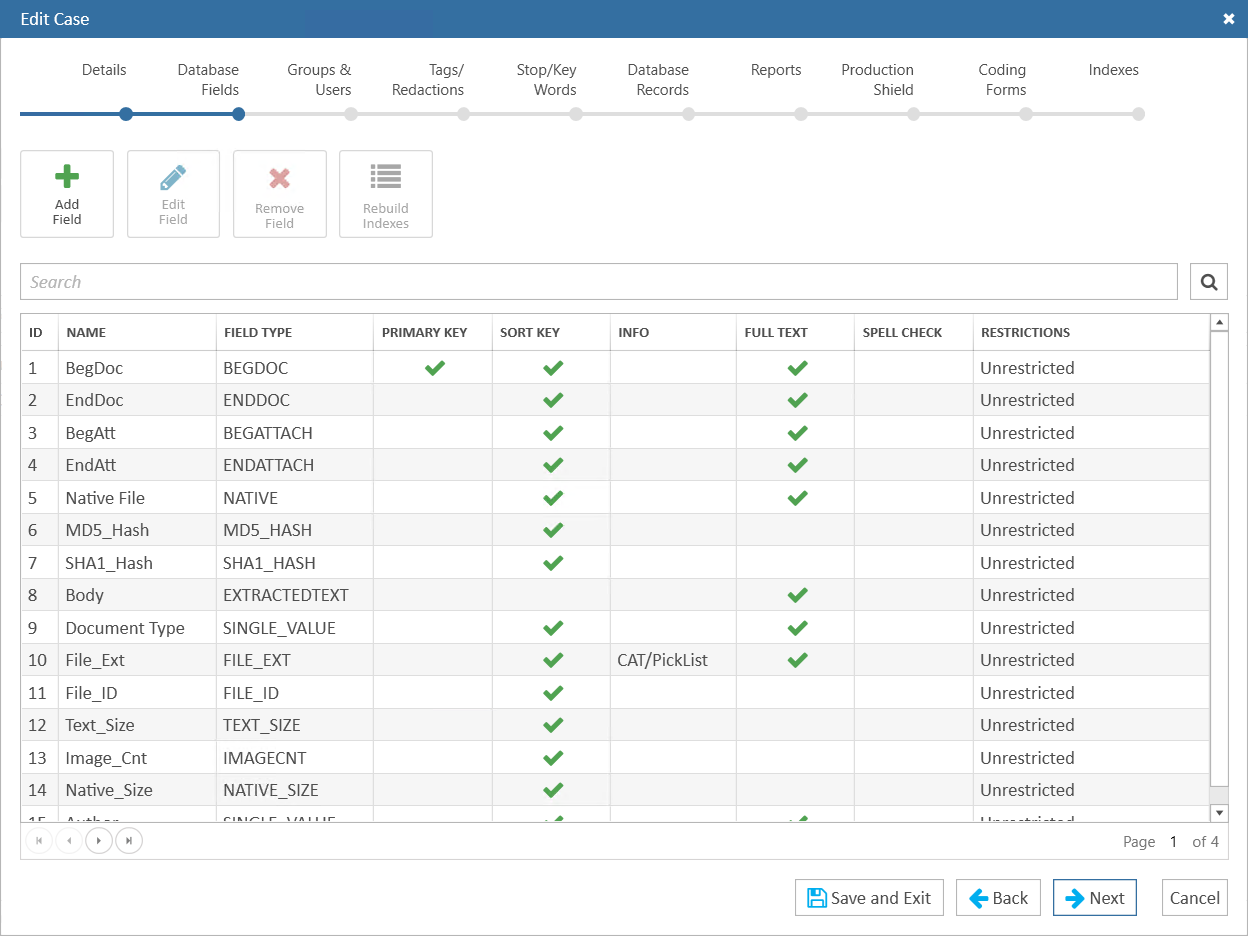 Edit Case
Details
Database
Fields
Groups &
Users
Tags/
Redactions
Stop/Key
Words
Database
Records
Reports
Production
Shield
Coding
Forms
Indexes
Add
Field
Edit
Field
Remove
Field
Rebuild
Indexes
Search
ID NAME FIELD TYPE PRIMARY KEY SORT KEY INFO FULL TEXT SPELL CHECK RESTRICTIONS
1 BegDoc BEGDOC Unrestricted
2 EndDoc ENDDOC Unrestricted
3 BegAtt BEGATTACH Unrestricted
4 EndAtt ENDATTACH Unrestricted
5 Native File NATIVE Unrestricted
6 MD5_Hash MD5_HASH Unrestricted
7 SHA1_Hash SHA1_HASH Unrestricted
8 Body EXTRACTEDTEXT Unrestricted
9 Document Type SINGLE_VALUE Unrestricted
10 File_Ext FILE_EXT CAT/PickList Unrestricted
11 File_ID FILE_ID Unrestricted
12 Text_Size TEXT_SIZE Unrestricted
13 Image_Cnt IMAGECNT Unrestricted
14 Native_Size NATIVE_SIZE Unrestricted
15 Author SINGLE_VALUE Unrestricted
Page 1 of 4
Save and Exit Back Next Cancel